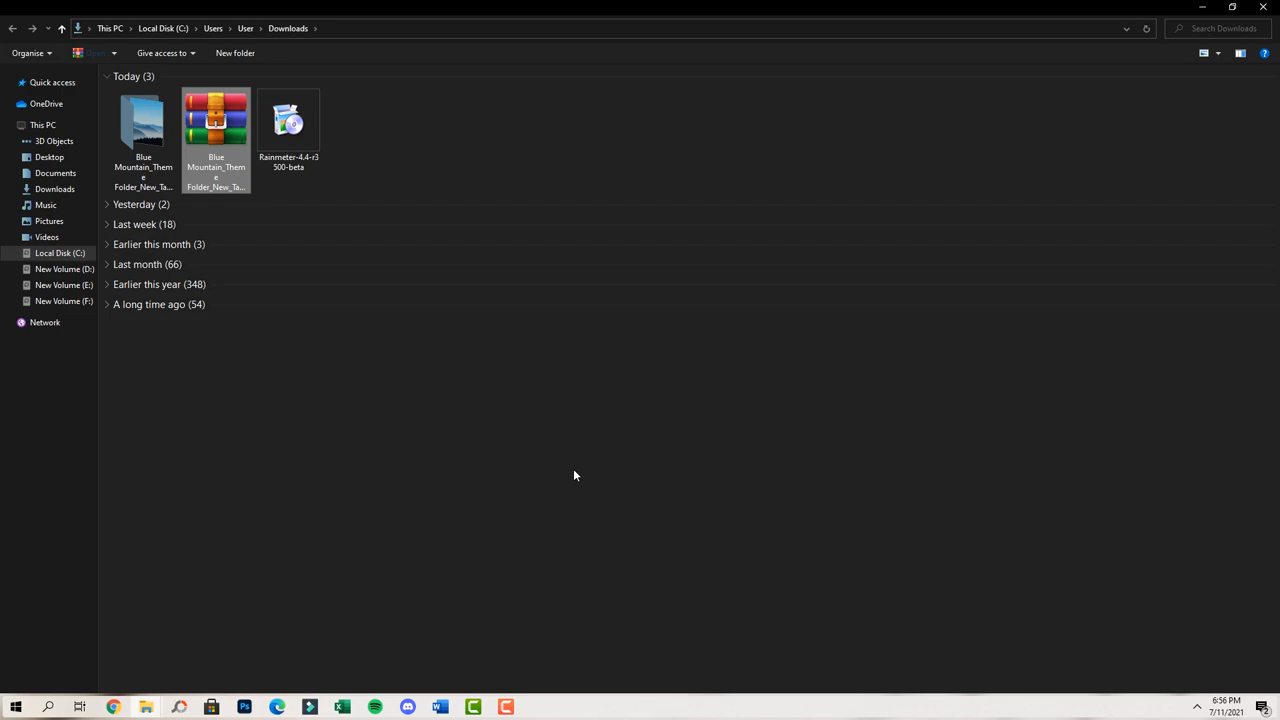 This PC
Local Disk (C:)
Users
User
Downloads
Search Downloads
Organise
Open
Give access to
New folder
Quick access
OneDrive
This PC
3D Objects
Desktop
Documents
Downloads
Music
Pictures
Videos
Local Disk (C:)
New Volume (D:)
New Volume (E:)
New Volume (F:)
Network
Today (3)
Blue
Mountain_Them
e
Folder_New_Ta...
Blue
Mountain_Them
e
Folder_New_Ta...
Rainmeter-4.4-r3
500-beta
Yesterday (2)
Last week (18)
Earlier this month (3)
Last month (66)
Earlier this year (348)
A long time ago (54)
6:56 PM
7/11/2021